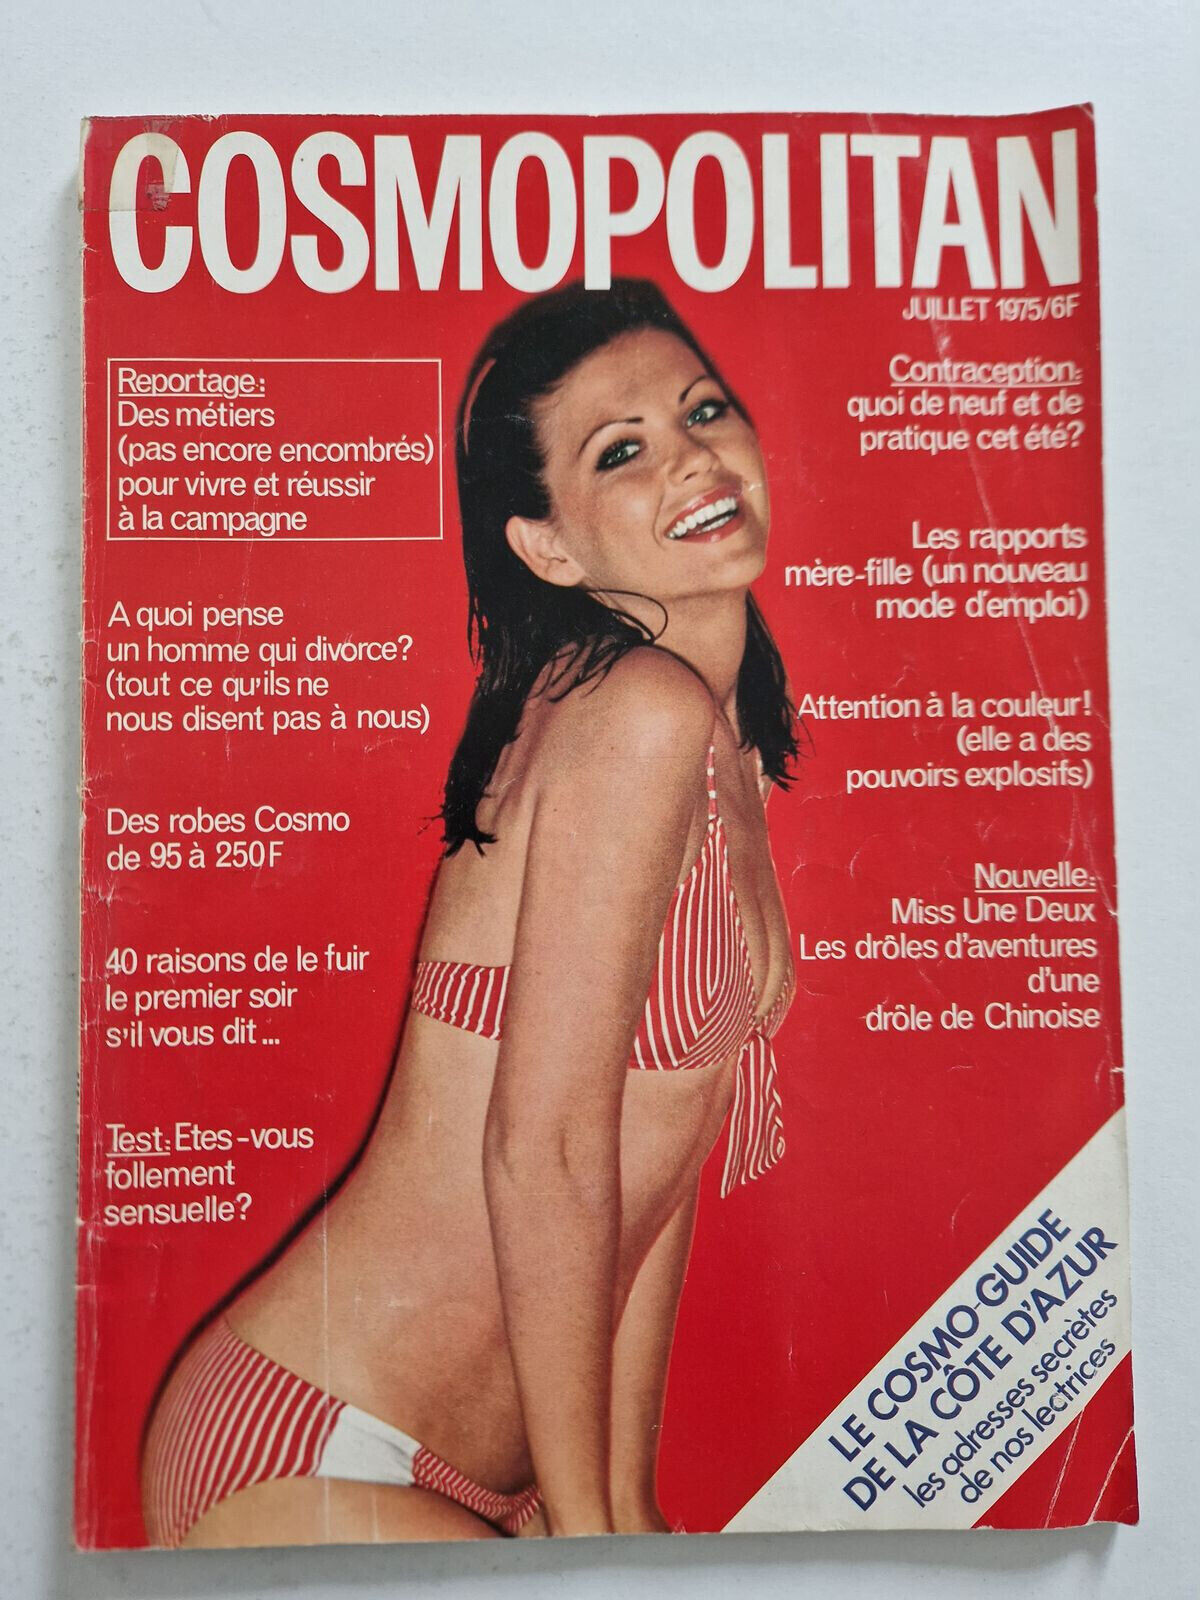 COSMOPOLITAN
JUILLET 1975/6F
Reportage:
Des métiers
(pas encore encombrés)
pour vivre et réussir
à la campagne
A quoi pense
un homme qui divorce?
(tout ce qu'ils ne
nous disent pas à nous)
Des robes Cosmo
de 95 à 250F
40 raisons de le fuir
le premier soir
s'il vous dit...
Test: Etes-vous
follement
sensuelle?
Contraception:
quoi de neuf et de
pratique cet été?
Les rapports
mère-fille (un nouveau
mode d'emploi)
Attention à la couleur!
(elle a des
pouvoirs explosifs)
Nouvelle:
Miss Une Deux
Les drôles d'aventures
d'une
drôle de Chinoise
LE COSMO-GUIDE
DE LA CÔTE D'AZUR
les adresses secrètes
de nos lectrices